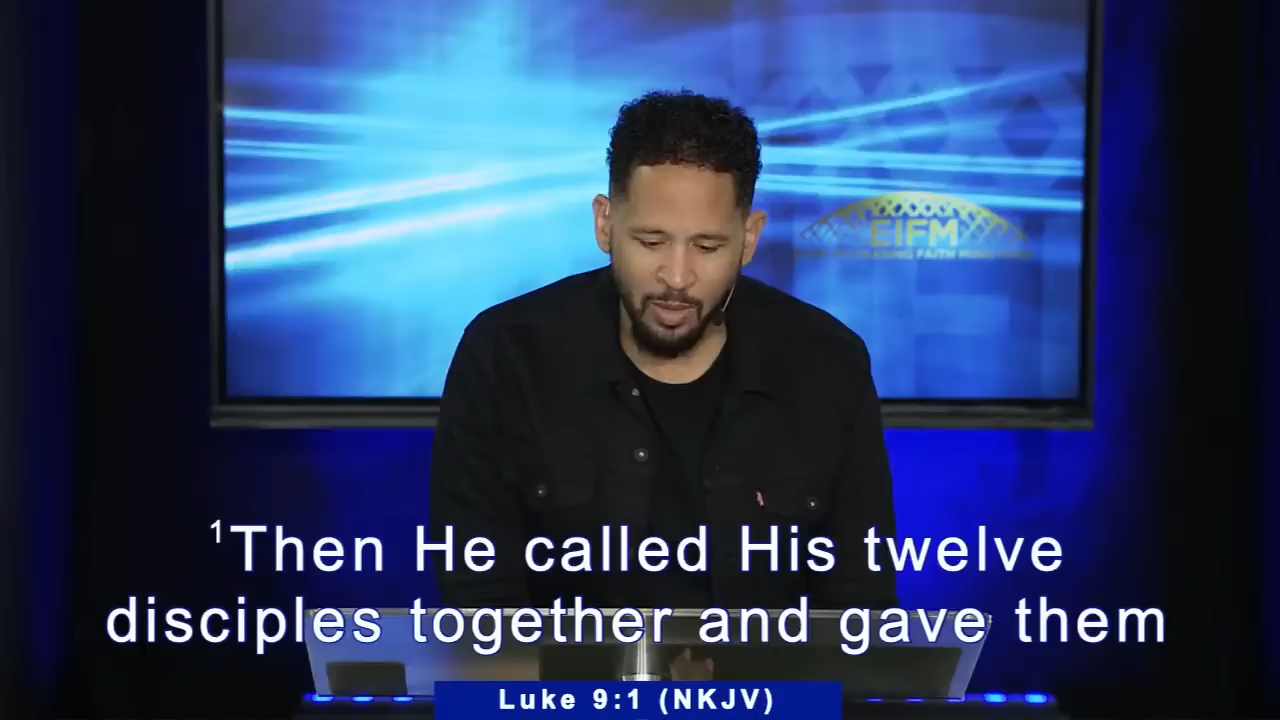 EIFM
¹Then He called His twelve
disciples together and gave them
Luke 9:1 (NKJV)